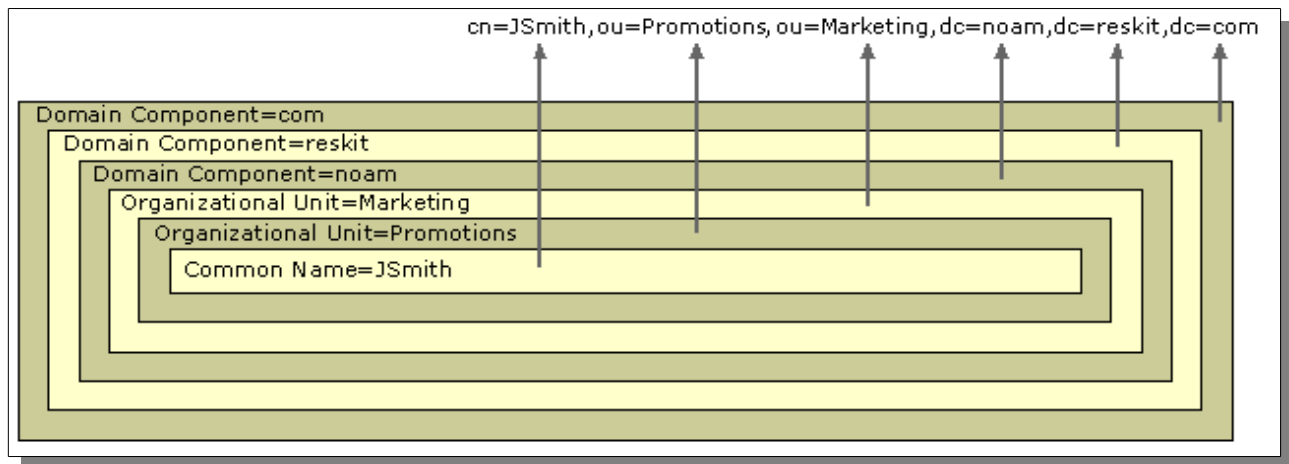 cn=JSmith,ou=Promotions,ou=Marketing,dc=noam,dc=reskit,dc=com
Domain Component=com
Domain Component=reskit
Domain Component=noam
Organizational Unit=Marketing
Organizational Unit=Promotions
Common Name=JSmith